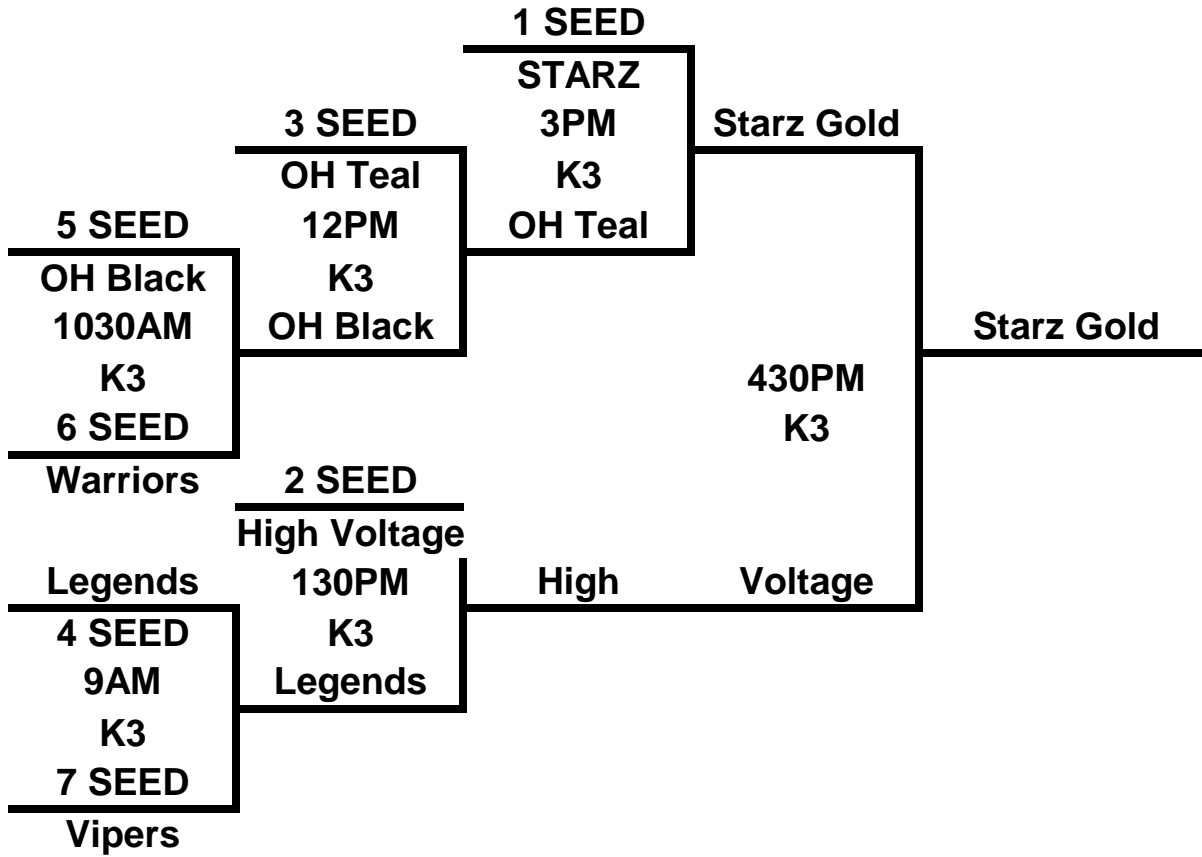 1 SEED
STARZ
3 SEED
3PM
Starz Gold
OH Teal
K3
5 SEED
12PM
OH Teal
OH Black
K3
1030AM
OH Black
Starz Gold
K3
430PM
6 SEED
K3
Warriors
2 SEED
High Voltage
Legends
130PM
High
Voltage
4 SEED
K3
9AM
Legends
K3
7 SEED
Vipers